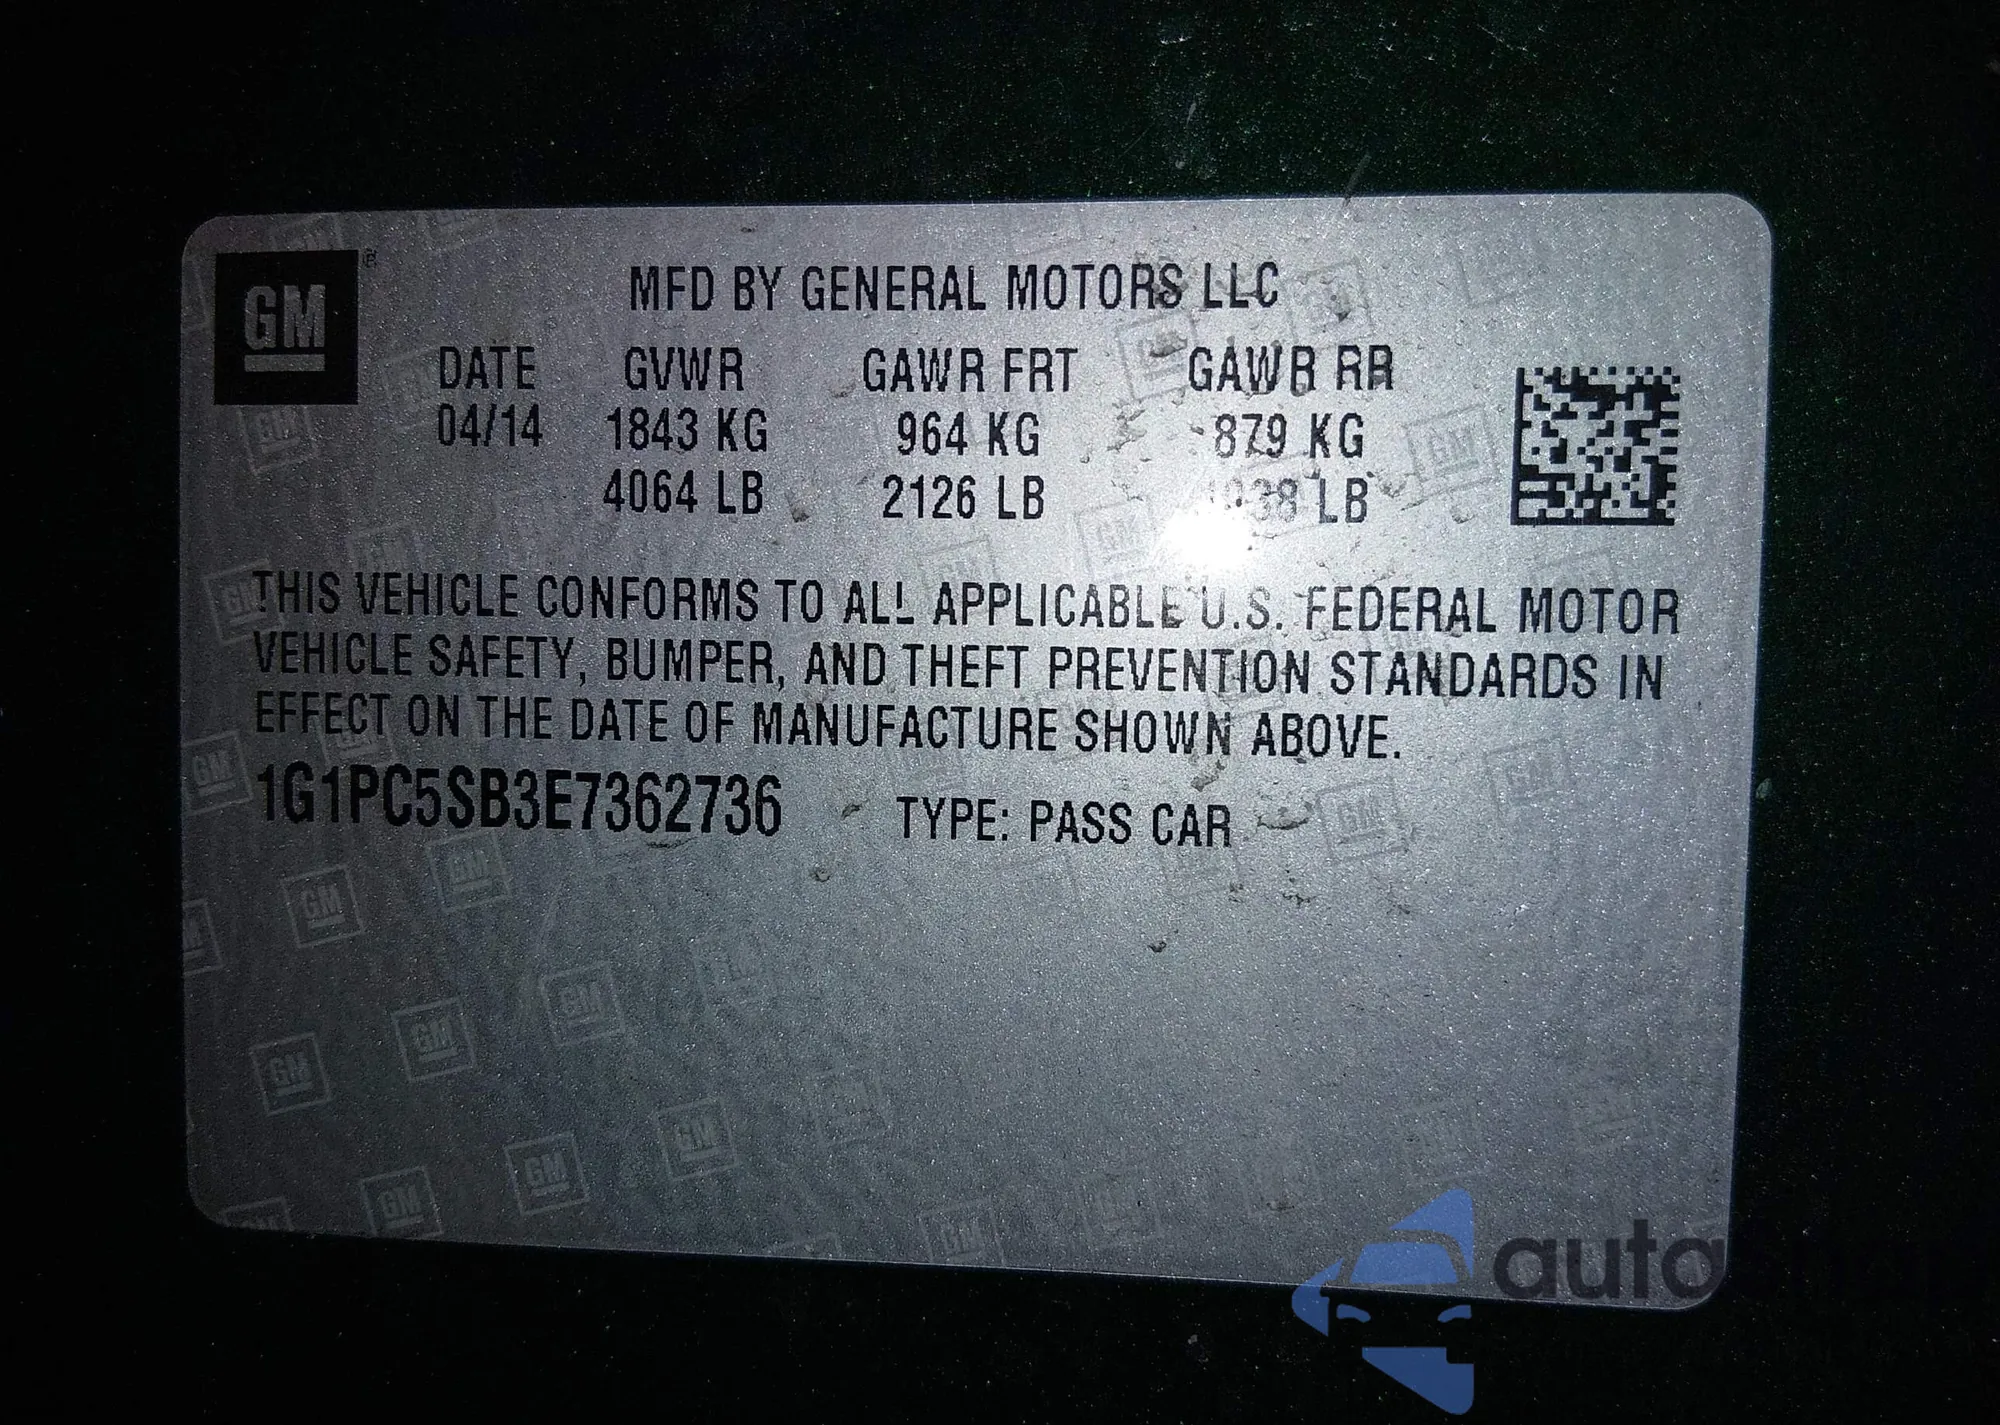 GM®
MFD BY GENERAL MOTORS LLC
DATE GVWR GAWR FRT GAWR RR
04/14 1843 KG 964 KG 879 KG
4064 LB 2126 LB LB
THIS VEHICLE CONFORMS TO ALL APPLICABLE U.S. FEDERAL MOTOR
VEHICLE SAFETY, BUMPER, AND THEFT PREVENTION STANDARDS IN
EFFECT ON THE DATE OF MANUFACTURE SHOWN ABOVE.
1G1PC5SB3E7362736 TYPE: PASS CAR